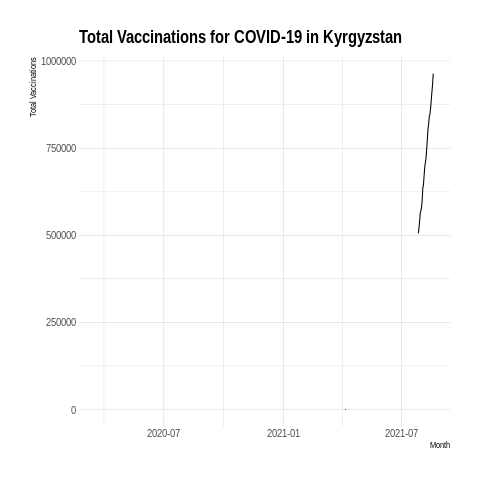 Total Vaccinations for COVID-19 in Kyrgyzstan
Total Vaccinations
1000000
750000
500000
250000
0
2020-07 2021-01 2021-07
Month